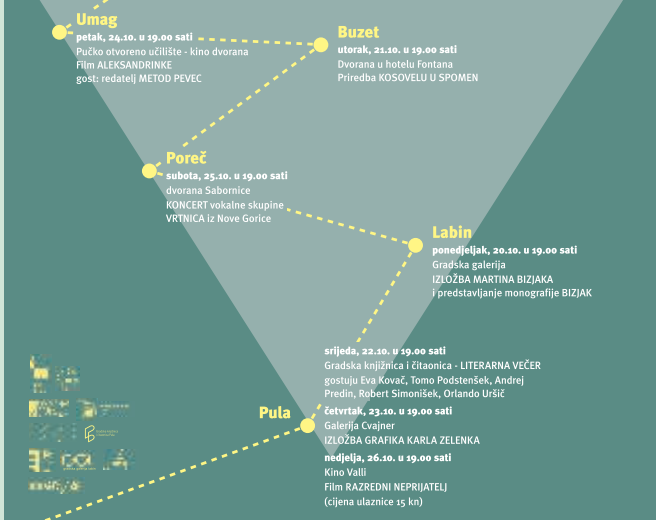 Umag
petak, 24.10. u 19.00 sati
Pučko otvoreno učilište - kino dvorana
Film ALEKSANDRINKE
gost: redatelj METOD PEVEC
Buzet
utorak, 21.10. u 19.00 sati
Dvorana u hotelu Fontana
Priredba KOSOVELU U SPOMEN
Poreč
subota, 25.10. u 19.00 sati
dvorana Sabornice
KONCERT vokalne skupine
VRTNICA iz Nove Gorice
Labin
ponedjeljak, 20.10. u 19.00 sati
Gradska galerija
IZLOŽBA MARTINA BIZJAKA
i predstavljanje monografije BIZJAK
Pula
srijeda, 22.10. u 19.00 sati
Gradska knjižnica i čitaonica - LITERARNA VEČER
gostuju Eva Kovač, Tomo Podstenšek, Andrej
Predin, Robert Simonišek, Orlando Uršič
četvrtak, 23.10. u 19.00 sati
Galerija Cvajner
IZLOŽBA GRAFIKA KARLA ZELENKA
nedjelja, 26.10. u 19.00 sati
Kino Valli
Film RAZREDNI NEPRIJATELJ
(cijena ulaznice 15 kn)